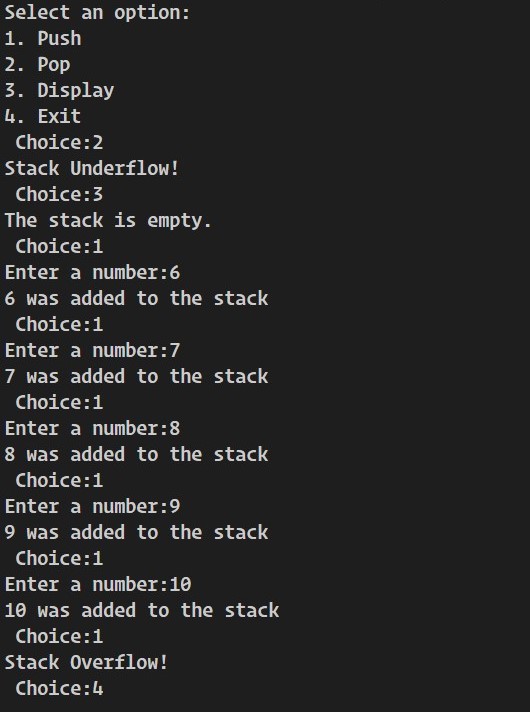 Select an option:
1. Push
2. Pop
3. Display
4. Exit
 Choice:2
Stack Underflow!
 Choice:3
The stack is empty.
 Choice:1
Enter a number:6
6 was added to the stack
 Choice:1
Enter a number:7
7 was added to the stack
 Choice:1
Enter a number:8
8 was added to the stack
 Choice:1
Enter a number:9
9 was added to the stack
 Choice:1
Enter a number:10
10 was added to the stack
 Choice:1
Stack Overflow!
 Choice:4